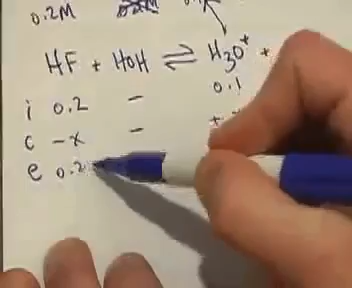 0.2M
HF + HOH ⇌ H₃O⁺ +
i 0.2 - 0.1
c -x - +
e 0.2